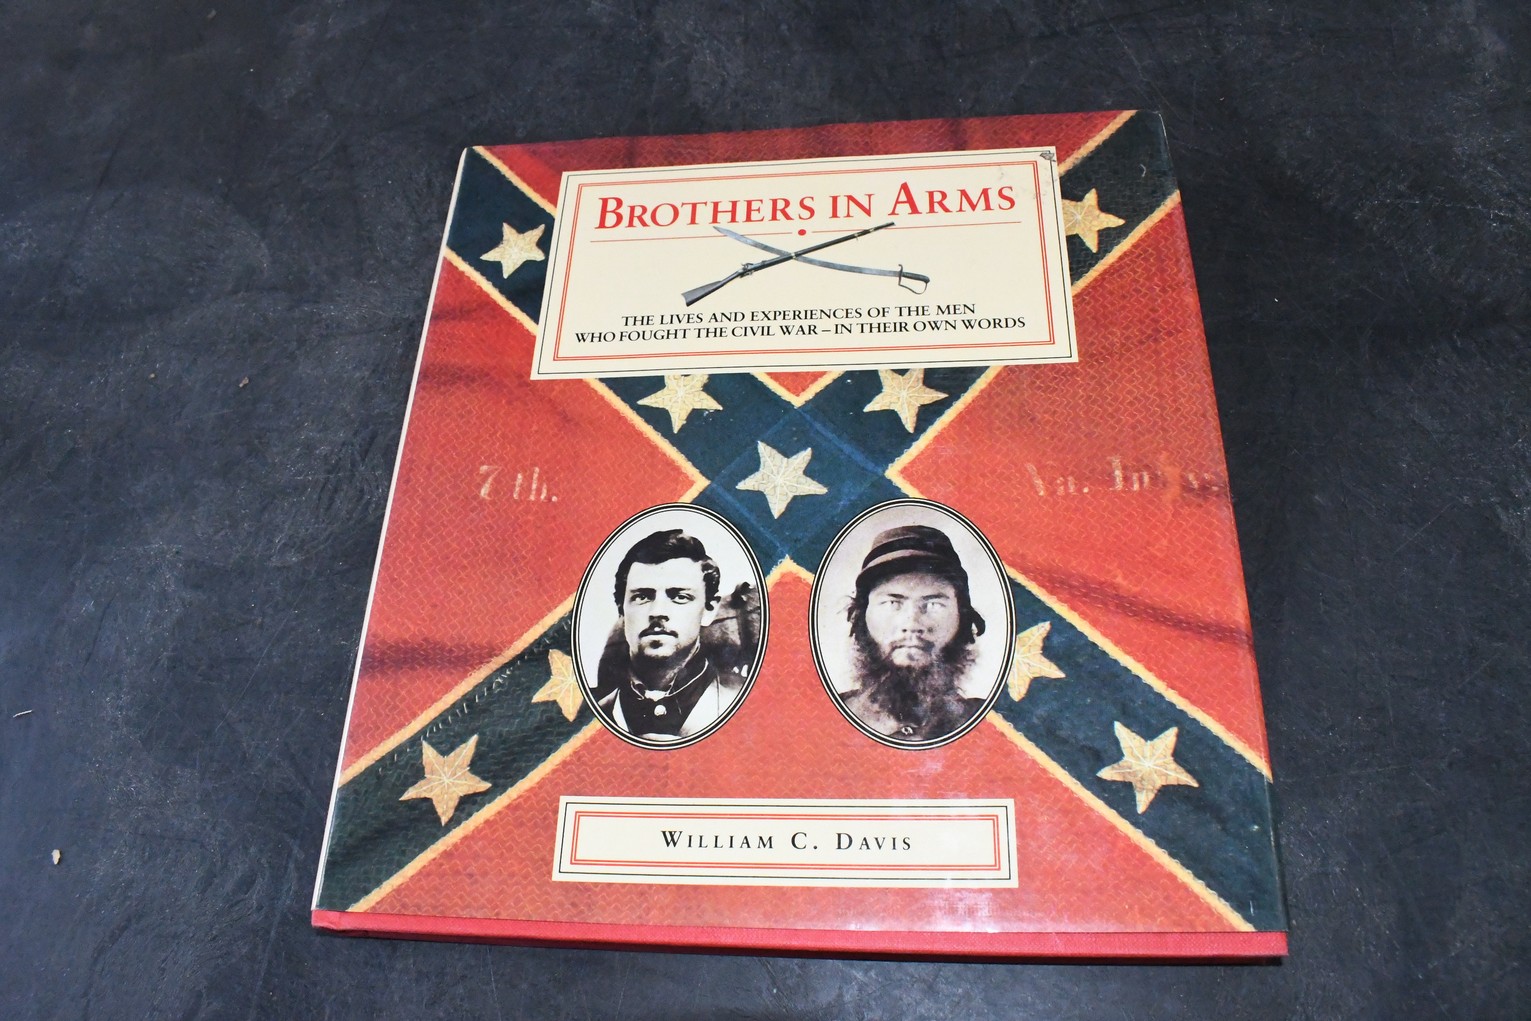 BROTHERS IN ARMS
THE LIVES AND EXPERIENCES OF THE MEN
WHO FOUGHT THE CIVIL WAR – IN THEIR OWN WORDS
7th. Va.
WILLIAM C. DAVIS